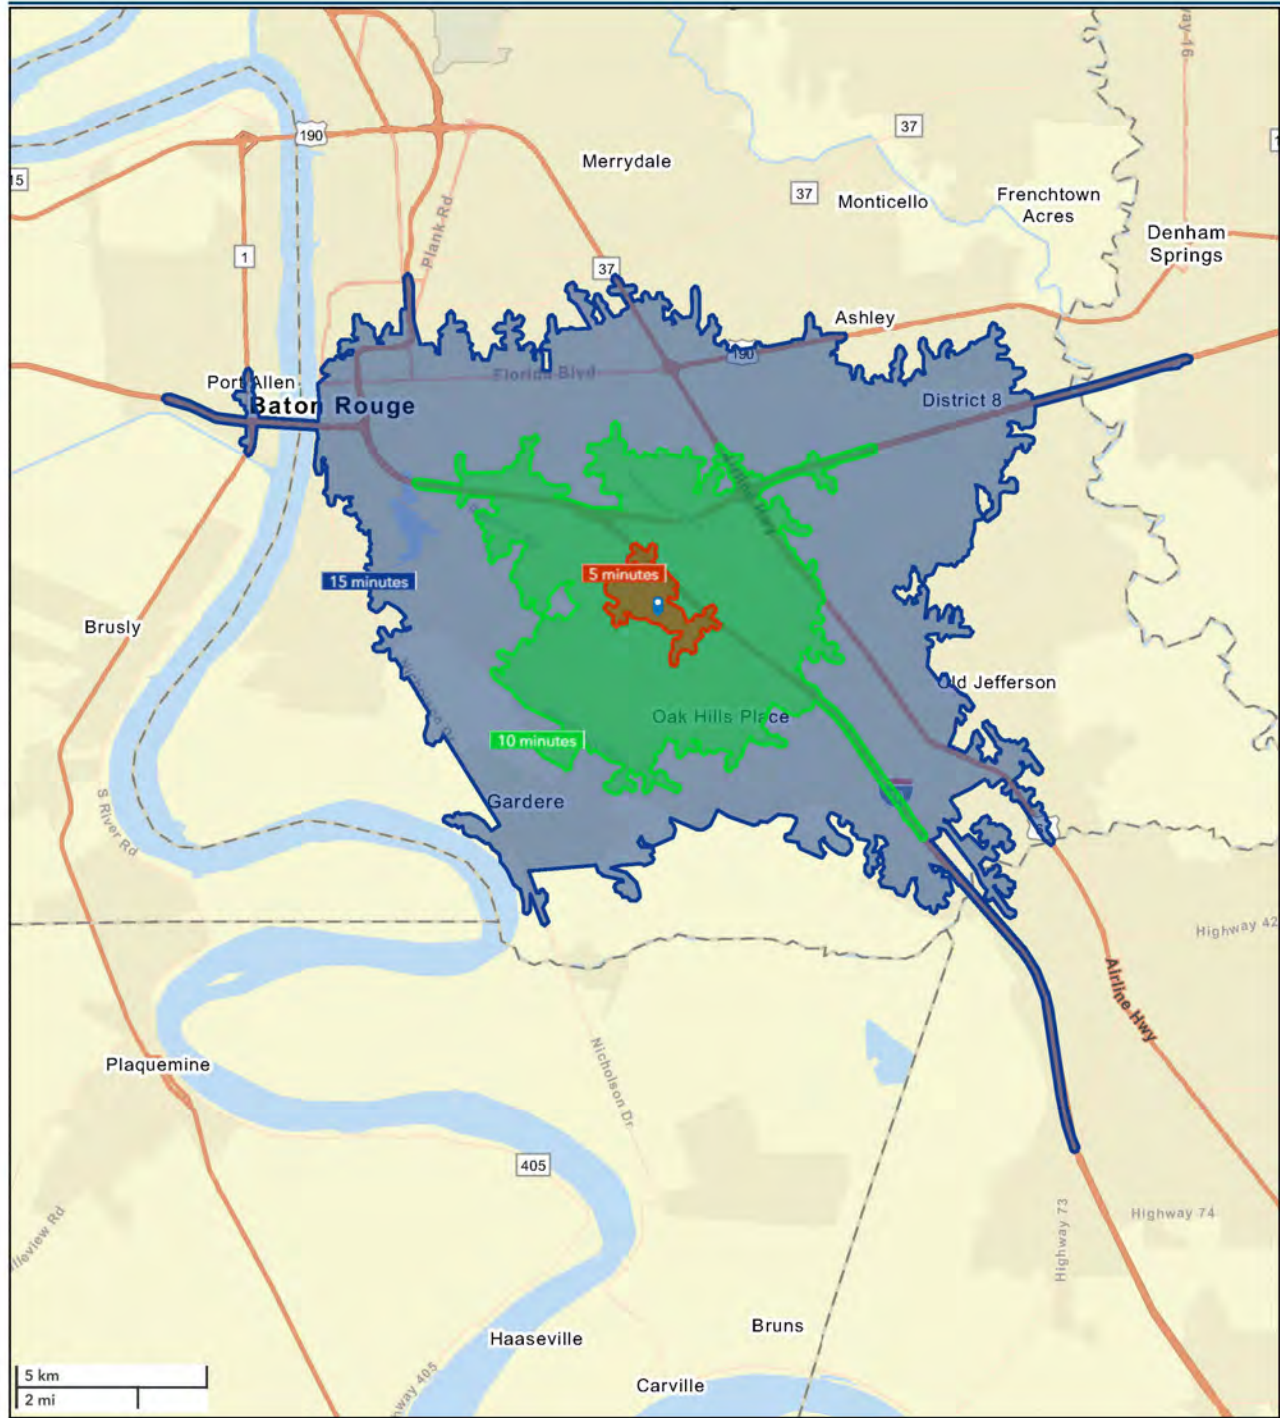 190
37
Merrydale
15
37
Monticello
Frenchtown
Acres
Plank Rd
Denham
Springs
1
37
Ashley
190
Florida Blvd
Port Allen
Baton Rouge
District 8
5 minutes
15 minutes
Brusly
Old Jefferson
Oak Hills Place
10 minutes
Gardere
S River Rd
Highway 42
Airline Hwy
Plaquemine
Nicholson Dr
405
Highway 73
Highway 74
Bruns
Haaseville
Carville
5 km
2 mi